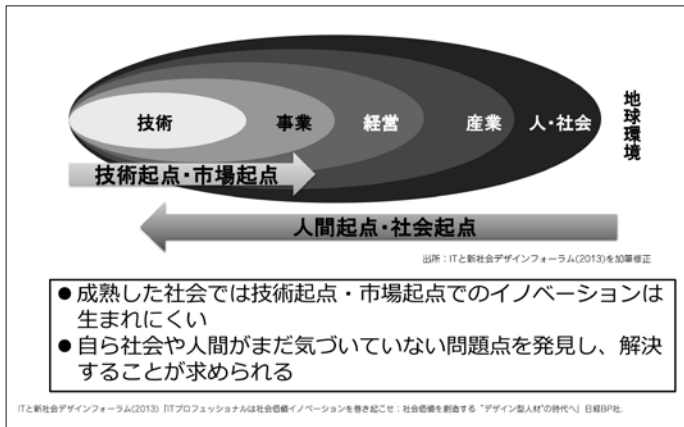 技術
事業
経営
産業
人・社会
地球環境
技術起点・市場起点
人間起点・社会起点
出所：ITと新社会デザインフォーラム(2013)を加筆修正
● 成熟した社会では技術起点・市場起点でのイノベーションは
生まれにくい
● 自ら社会や人間がまだ気づいていない問題点を発見し、解決
することが求められる
ITと新社会デザインフォーラム(2013)「ITプロフェッショナルは社会価値イノベーションを巻き起こせ：社会価値を創造する “デザイン型人材”の時代へ」日経BP社.